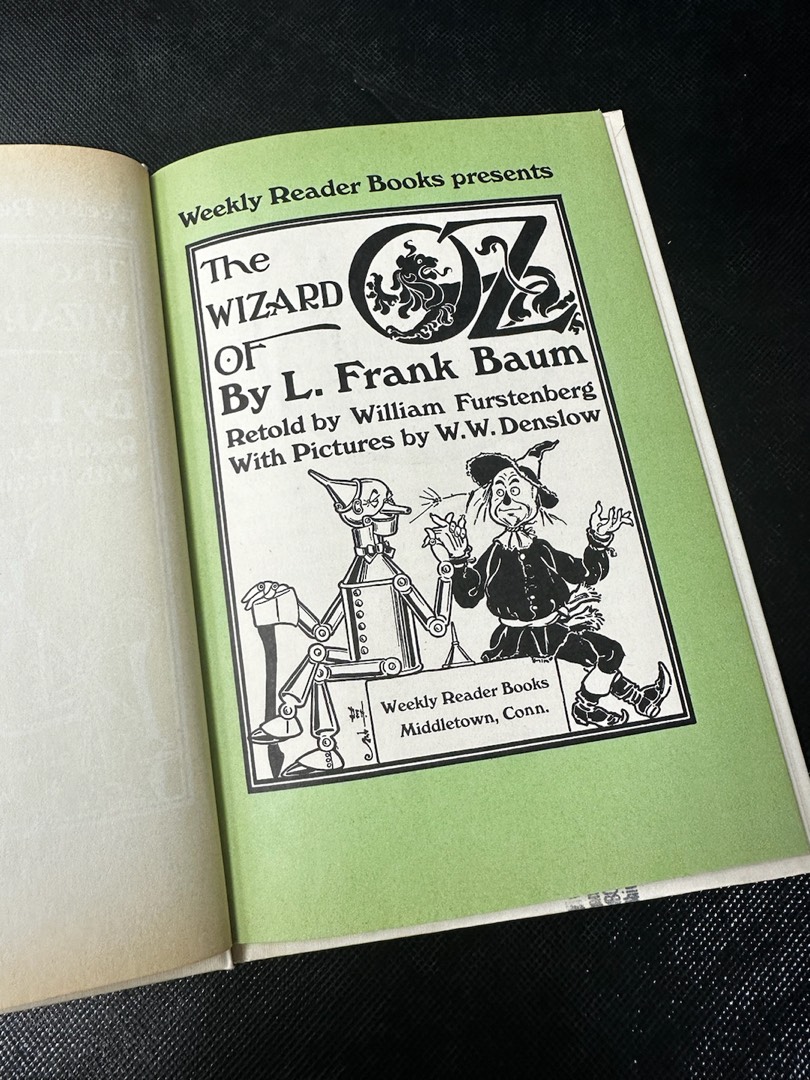 Weekly Reader Books presents
The
WIZARD
OF
OZ
By L. Frank Baum
Retold by William Furstenberg
With Pictures by W.W. Denslow
Weekly Reader Books
Middletown, Conn.